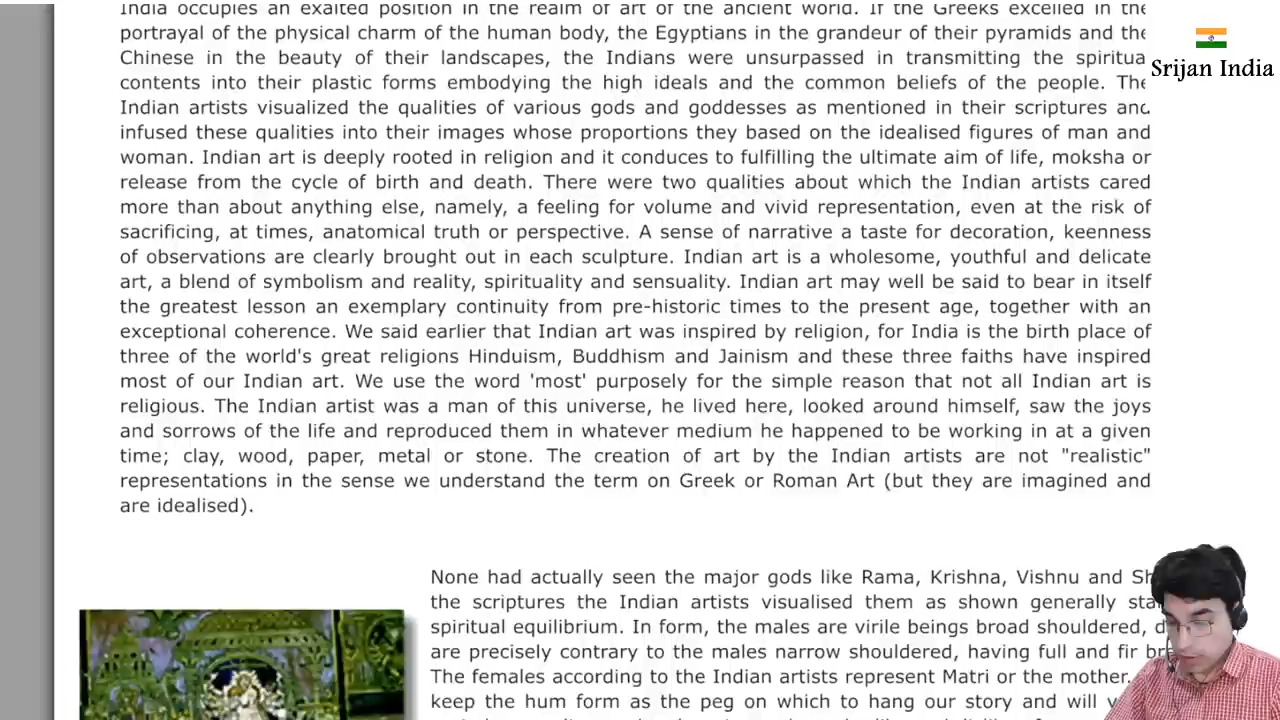 India occupies an exalted position in the realm of art of the ancient world. If the Greeks excelled in the
portrayal of the physical charm of the human body, the Egyptians in the grandeur of their pyramids and the
Chinese in the beauty of their landscapes, the Indians were unsurpassed in transmitting the spiritua
contents into their plastic forms embodying the high ideals and the common beliefs of the people. The
Indian artists visualized the qualities of various gods and goddesses as mentioned in their scriptures and
infused these qualities into their images whose proportions they based on the idealised figures of man and
woman. Indian art is deeply rooted in religion and it conduces to fulfilling the ultimate aim of life, moksha or
release from the cycle of birth and death. There were two qualities about which the Indian artists cared
more than about anything else, namely, a feeling for volume and vivid representation, even at the risk of
sacrificing, at times, anatomical truth or perspective. A sense of narrative a taste for decoration, keenness
of observations are clearly brought out in each sculpture. Indian art is a wholesome, youthful and delicate
art, a blend of symbolism and reality, spirituality and sensuality. Indian art may well be said to bear in itself
the greatest lesson an exemplary continuity from pre-historic times to the present age, together with an
exceptional coherence. We said earlier that Indian art was inspired by religion, for India is the birth place of
three of the world's great religions Hinduism, Buddhism and Jainism and these three faiths have inspired
most of our Indian art. We use the word 'most' purposely for the simple reason that not all Indian art is
religious. The Indian artist was a man of this universe, he lived here, looked around himself, saw the joys
and sorrows of the life and reproduced them in whatever medium he happened to be working in at a given
time; clay, wood, paper, metal or stone. The creation of art by the Indian artists are not "realistic"
representations in the sense we understand the term on Greek or Roman Art (but they are imagined and
are idealised).
Srijan India
None had actually seen the major gods like Rama, Krishna, Vishnu and
the scriptures the Indian artists visualised them as shown generally
spiritual equilibrium. In form, the males are virile beings broad shouldered,
are precisely contrary to the males narrow shouldered, having full and fir
The females according to the Indian artists represent Matri or the mother.
keep the hum form as the peg on which to hang our story and will